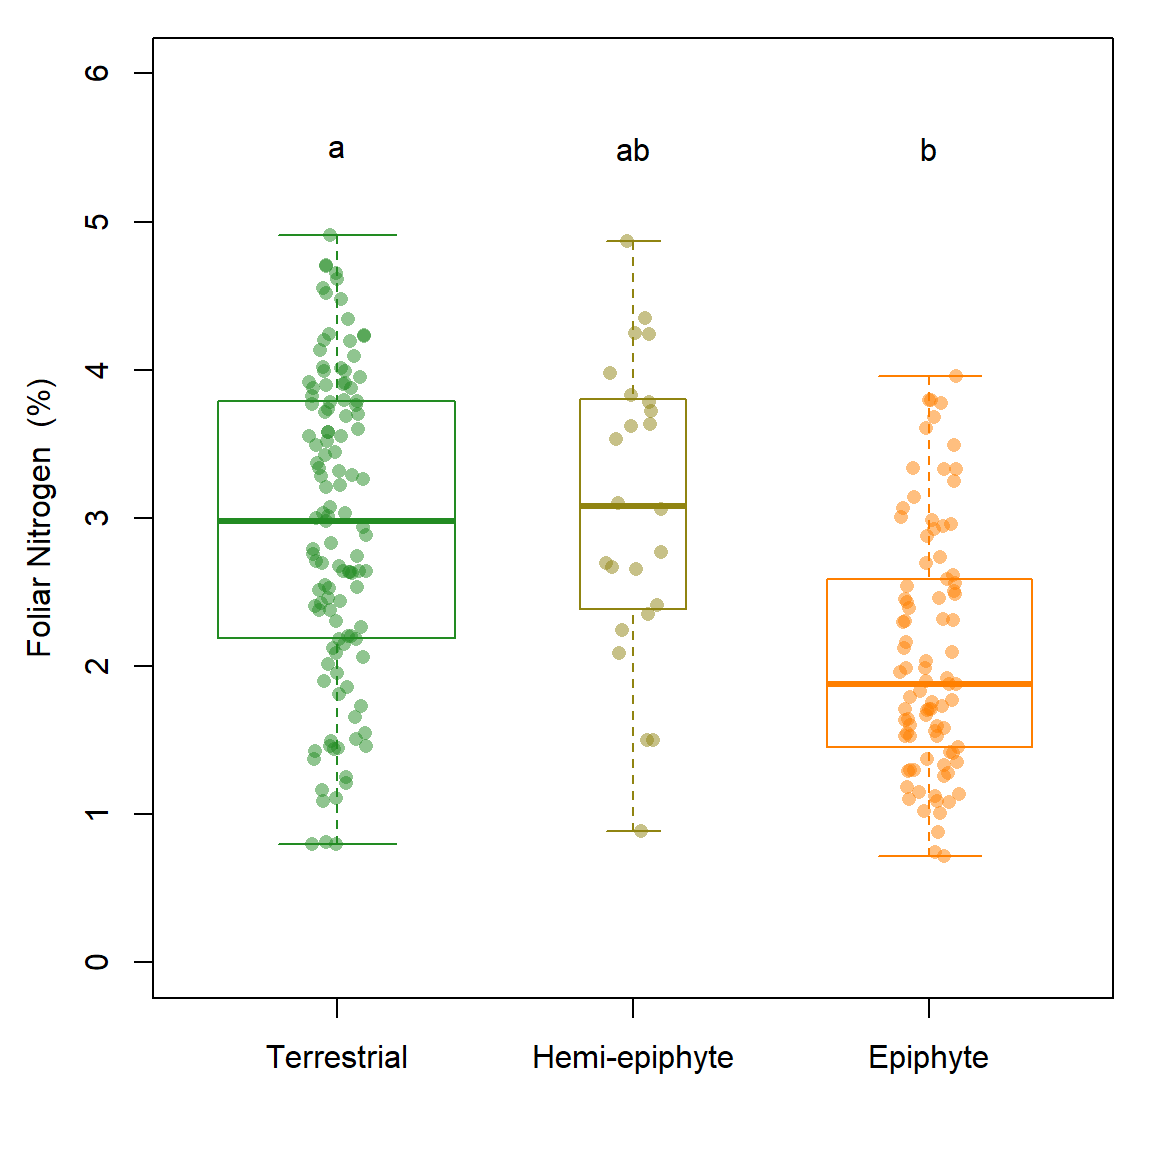 a
ab
b
6
5
4
3
2
1
0
Foliar Nitrogen (%)
Terrestrial
Hemi-epiphyte
Epiphyte